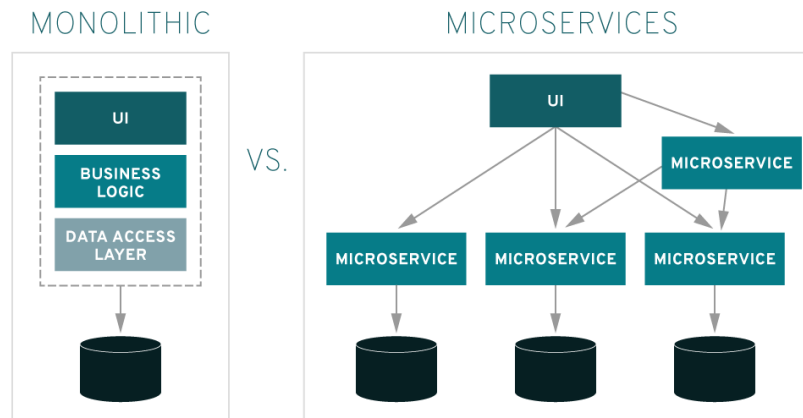 MONOLITHIC
MICROSERVICES
UI
BUSINESS
LOGIC
DATA ACCESS
LAYER
VS.
UI
MICROSERVICE
MICROSERVICE
MICROSERVICE
MICROSERVICE